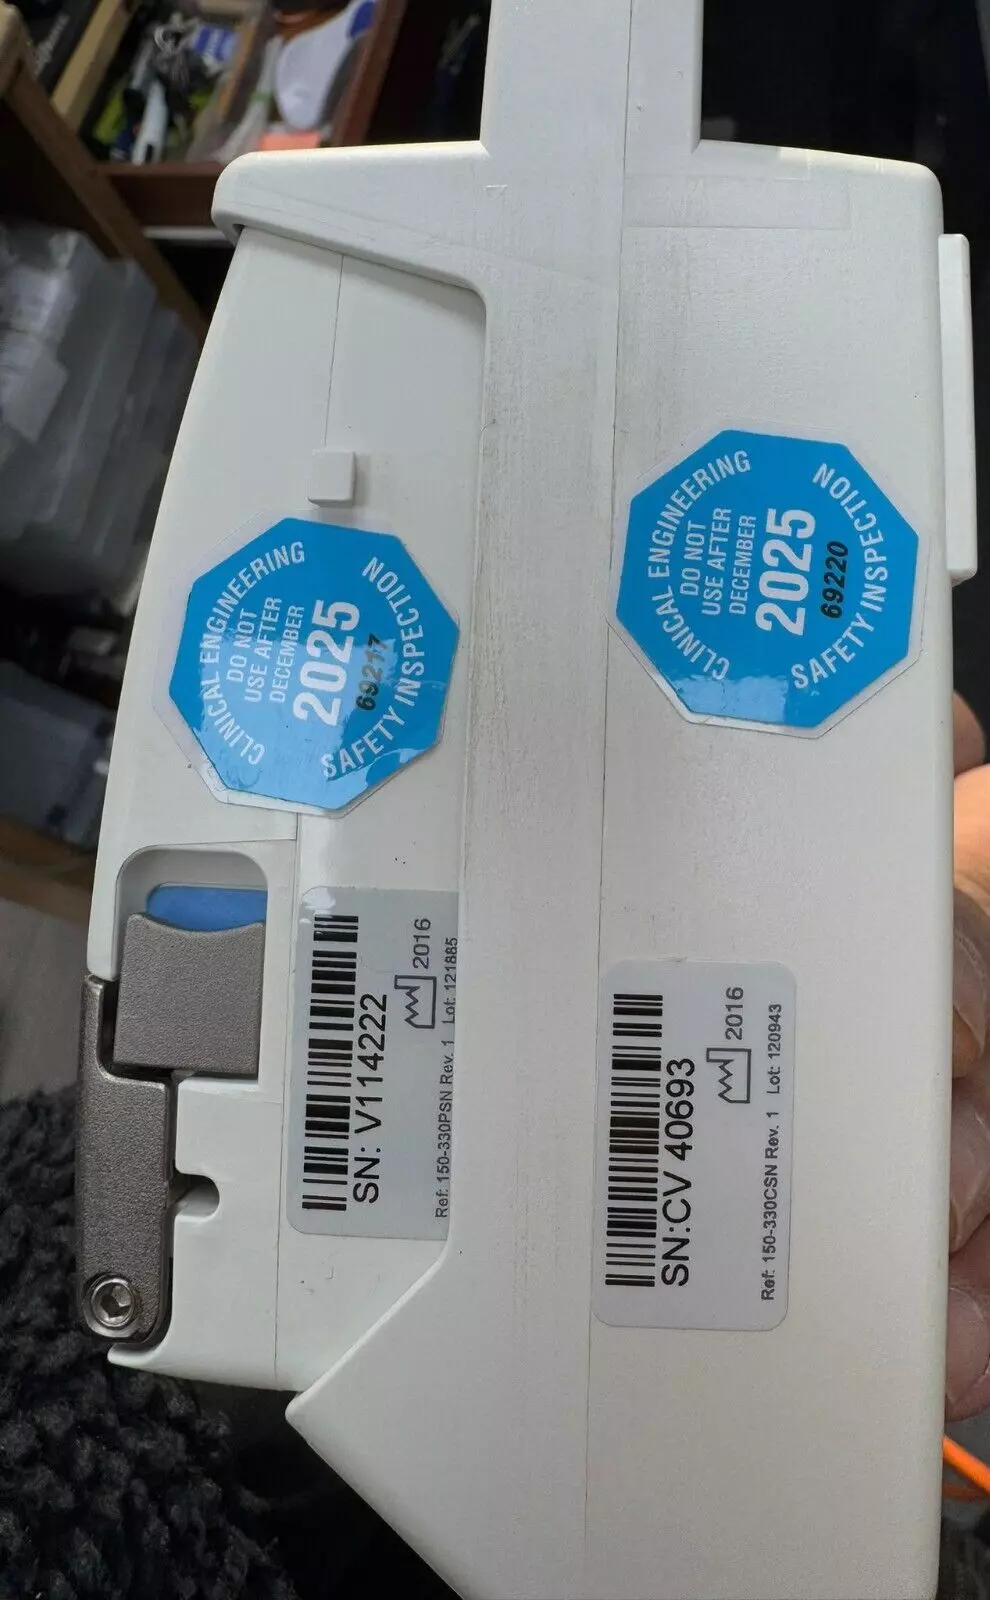 CLINICAL ENGINEERING
DO NOT
USE AFTER
DECEMBER
2025
69217
SAFETY INSPECTION
CLINICAL ENGINEERING
DO NOT
USE AFTER
DECEMBER
2025
69220
SAFETY INSPECTION
SN: V114222
2016
Ref: 150-330PSN Rev. 1 Lot: 121885
SN:CV 40693
2016
Ref: 150-330CSN Rev. 1 Lot: 120943